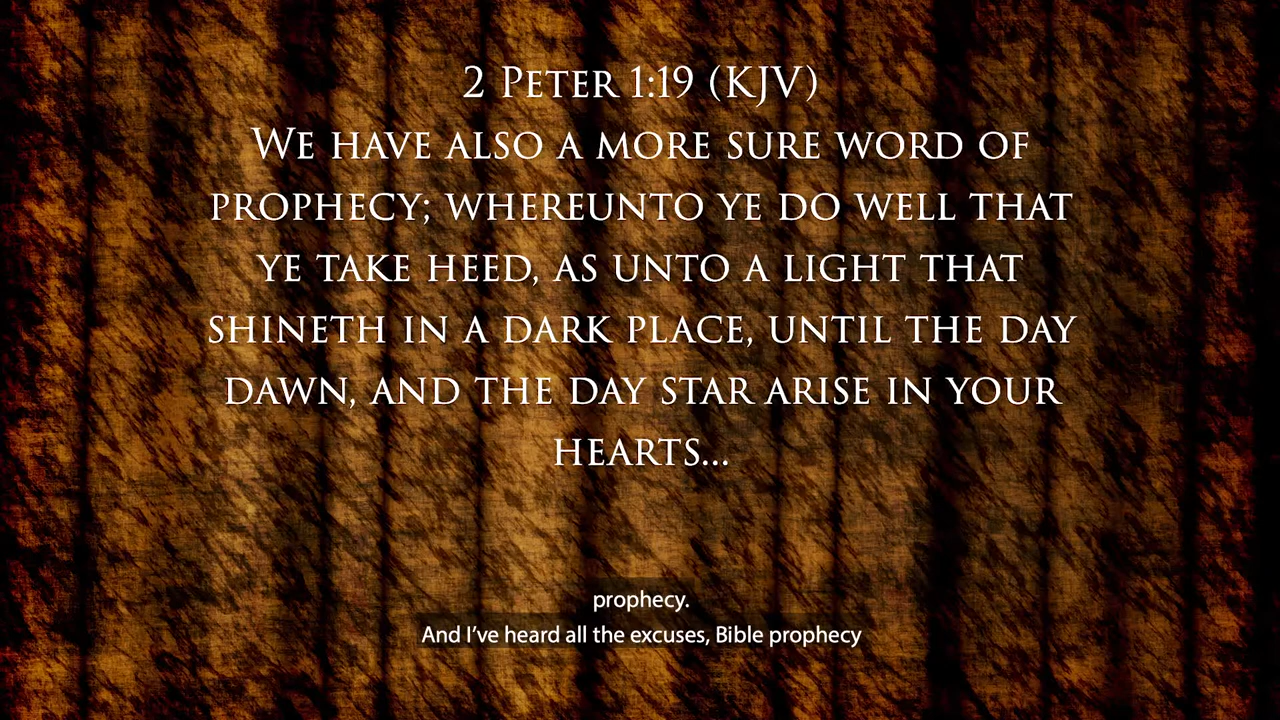 2 Peter 1:19 (KJV)
We have also a more sure word of
prophecy; whereunto ye do well that
ye take heed, as unto a light that
shineth in a dark place, until the day
dawn, and the day star arise in your
hearts...
prophecy.
And I've heard all the excuses, Bible prophecy